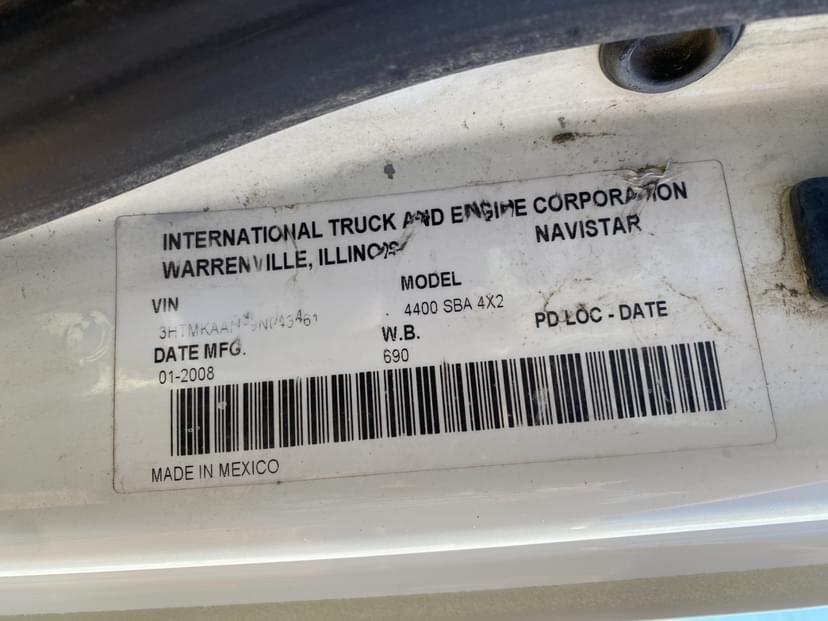 INTERNATIONAL TRUCK AND ENGINE CORPORATION
WARRENVILLE, ILLINOIS NAVISTAR
VIN MODEL
4400 SBA 4X2 PD LOC - DATE
DATE MFG. W.B.
01-2008 690
MADE IN MEXICO